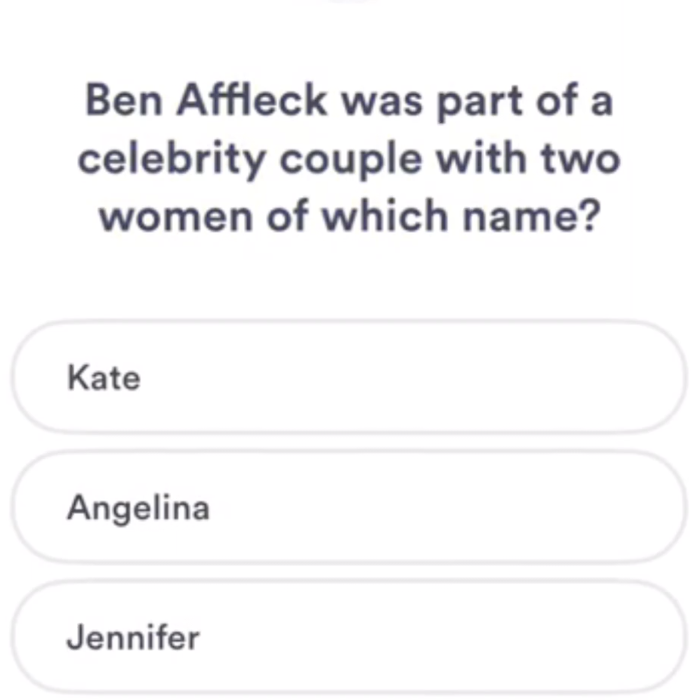 Ben Affleck was part of a
celebrity couple with two
women of which name?
Kate
Angelina
Jennifer